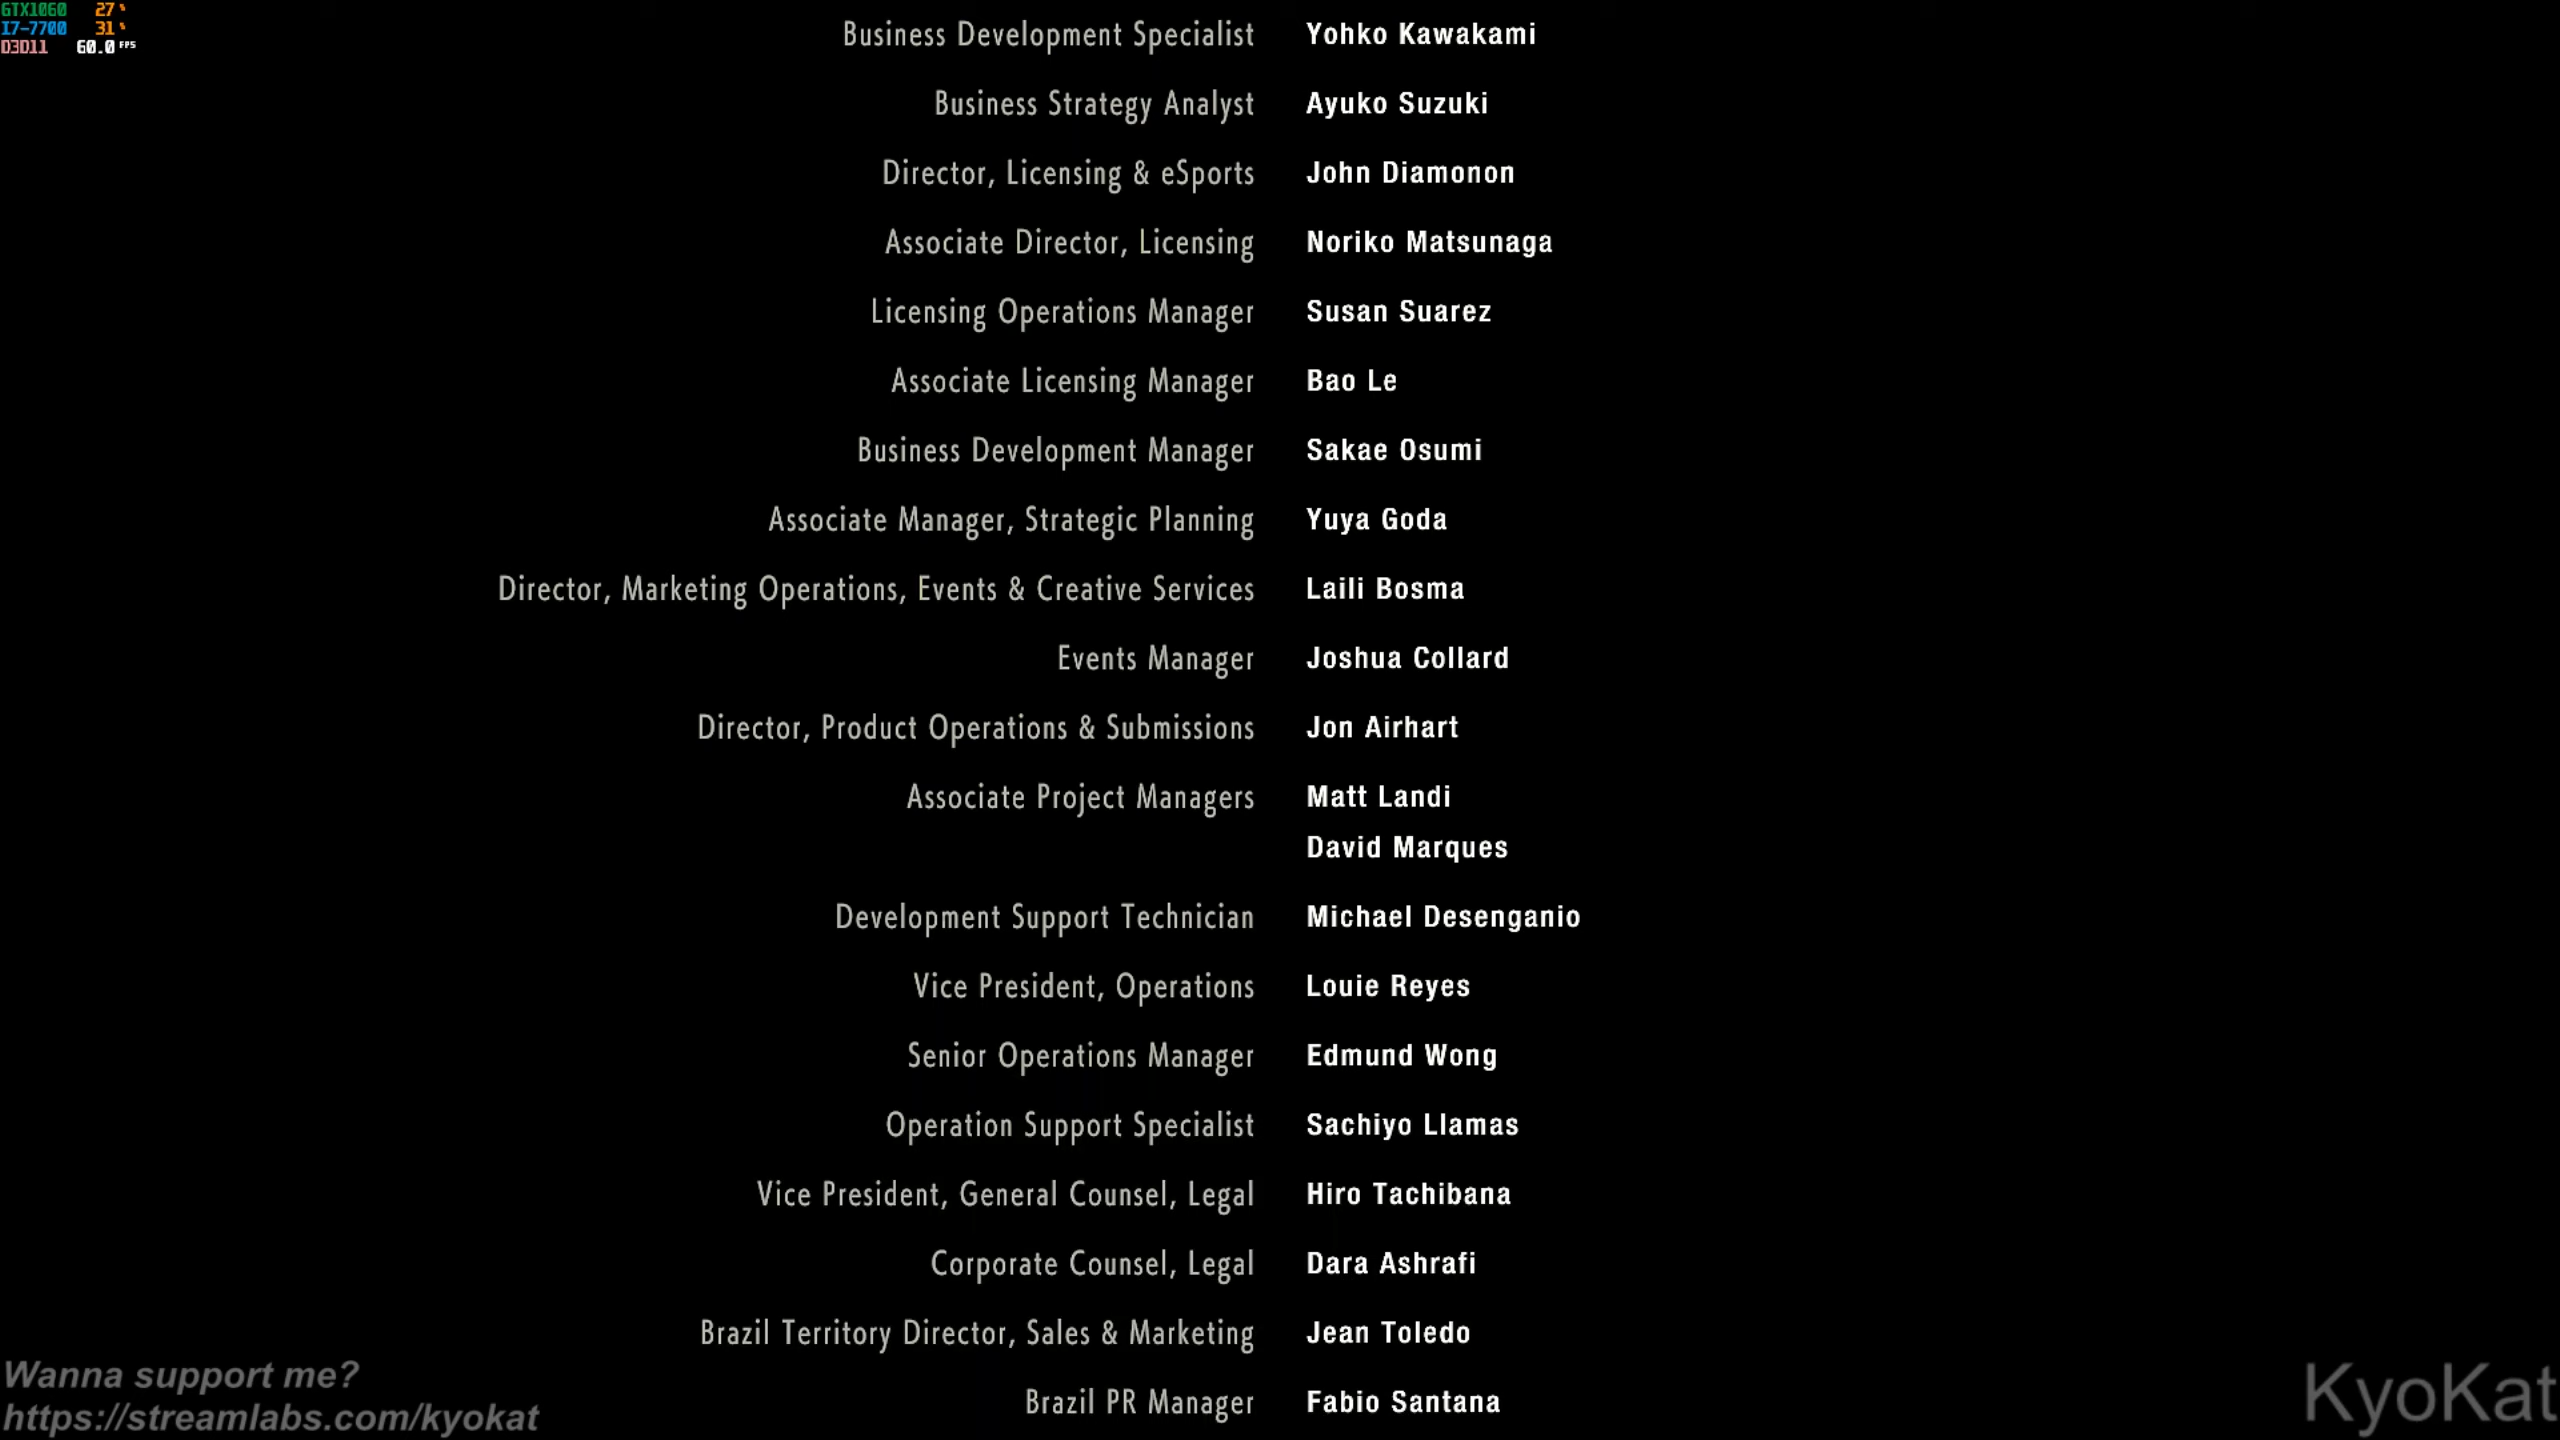 GTX1060 27 %
I7-7700 31 %
D3D11 60.0 FPS
Business Development Specialist Yohko Kawakami
Business Strategy Analyst Ayuko Suzuki
Director, Licensing & eSports John Diamonon
Associate Director, Licensing Noriko Matsunaga
Licensing Operations Manager Susan Suarez
Associate Licensing Manager Bao Le
Business Development Manager Sakae Osumi
Associate Manager, Strategic Planning Yuya Goda
Director, Marketing Operations, Events & Creative Services Laili Bosma
Events Manager Joshua Collard
Director, Product Operations & Submissions Jon Airhart
Associate Project Managers Matt Landi
David Marques
Development Support Technician Michael Desenganio
Vice President, Operations Louie Reyes
Senior Operations Manager Edmund Wong
Operation Support Specialist Sachiyo Llamas
Vice President, General Counsel, Legal Hiro Tachibana
Corporate Counsel, Legal Dara Ashrafi
Brazil Territory Director, Sales & Marketing Jean Toledo
Brazil PR Manager Fabio Santana
Wanna support me?
https://streamlabs.com/kyokat
KyoKat